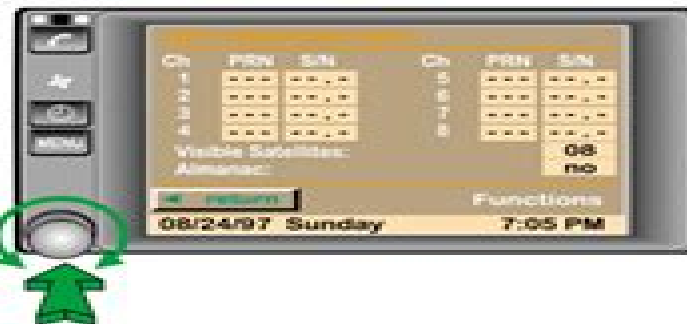 Ch PRN S/N Ch PRN S/N
1 --- --.- 5 --- --.-
2 --- --.- 6 --- --.-
3 --- --.- 7 --- --.-
4 --- --.- 8 --- --.-
Visible Satellites: 08
Almanac: no
MENU
◄ return Functions
08/24/97 Sunday 7:05 PM